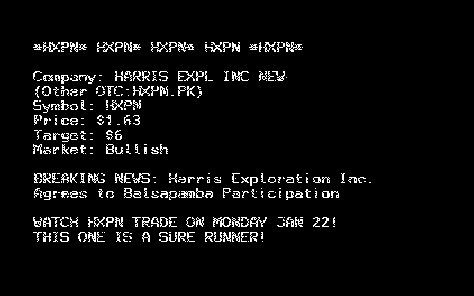 *HXPN* HXPN* HXPN* HXPN *HXPN*
Company: HARRIS EXPL INC NEW
(Other OTC:HXPN.PK)
Symbol: HXPN
Price: $1.63
Target: $6
Market: Bullish
BREAKING NEWS: Harris Exploration Inc.
Agrees to Balsapamba Participation
WATCH HXPN TRADE ON MONDAY JAN 22!
THIS ONE IS A SURE RUNNER!